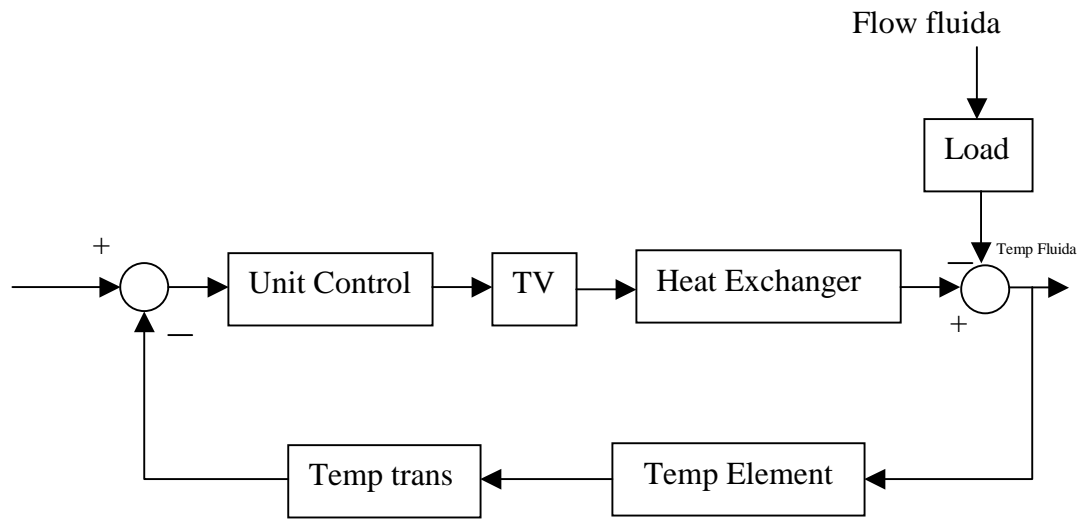 Flow fluida
Load
Temp Fluida
+
−
Unit Control
TV
Heat Exchanger
+
−
Temp trans
Temp Element